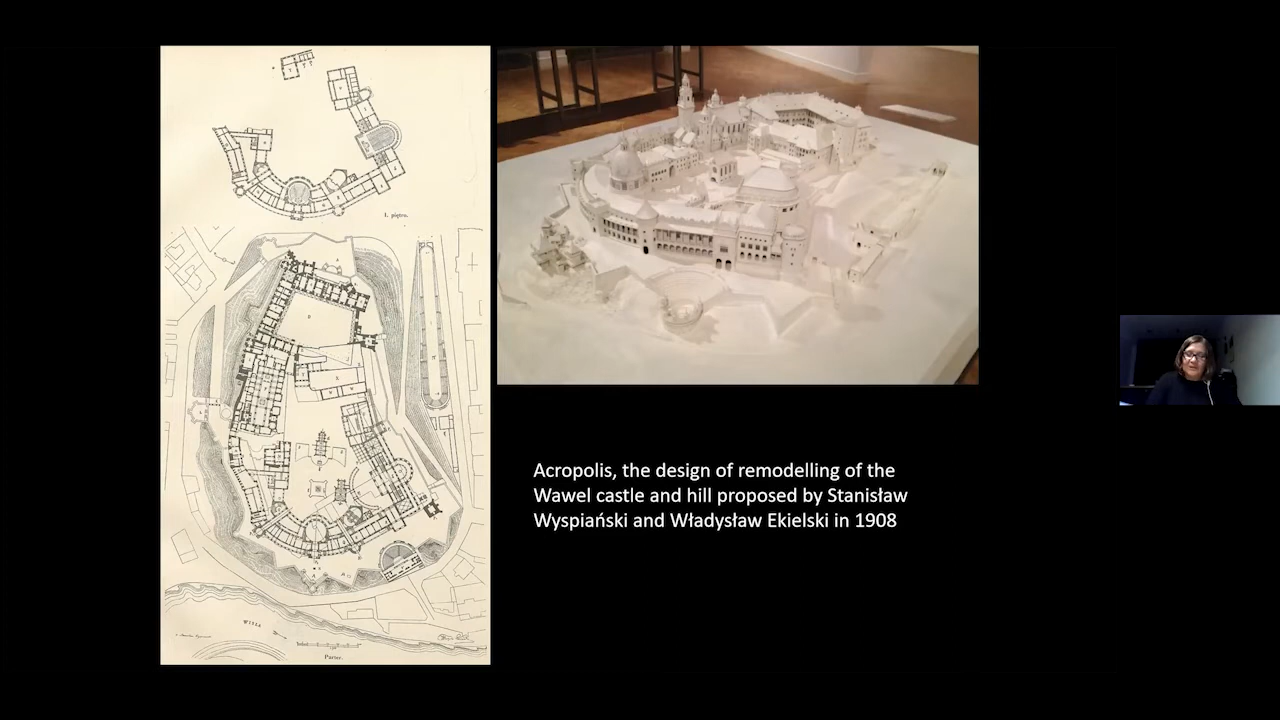 I. piętro.
WISŁA
Parter.
Acropolis, the design of remodelling of the
Wawel castle and hill proposed by Stanisław
Wyspiański and Władysław Ekielski in 1908